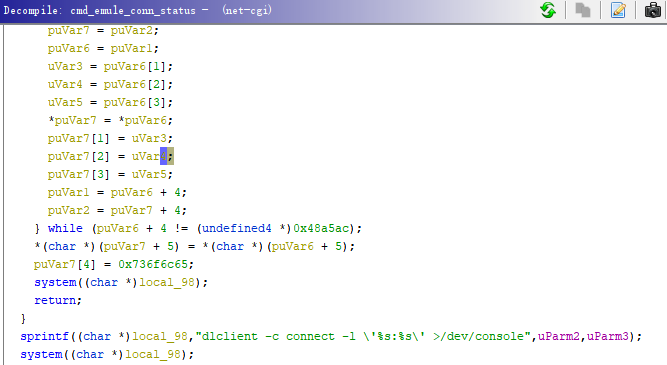 Decompile: cmd_emule_conn_status - (net-cgi)
puVar7 = puVar2;
puVar6 = puVar1;
uVar3 = puVar6[1];
uVar4 = puVar6[2];
uVar5 = puVar6[3];
*puVar7 = *puVar6;
puVar7[1] = uVar3;
puVar7[2] = uVar4;
puVar7[3] = uVar5;
puVar1 = puVar6 + 4;
puVar2 = puVar7 + 4;
} while (puVar6 + 4 != (undefined4 *)0x48a5ac);
*(char *)(puVar7 + 5) = *(char *)(puVar6 + 5);
puVar7[4] = 0x736f6c65;
system((char *)local_98);
return;
}
sprintf((char *)local_98,"dlclient -c connect -l \'%s:%s\' >/dev/console",uParm2,uParm3);
system((char *)local_98);